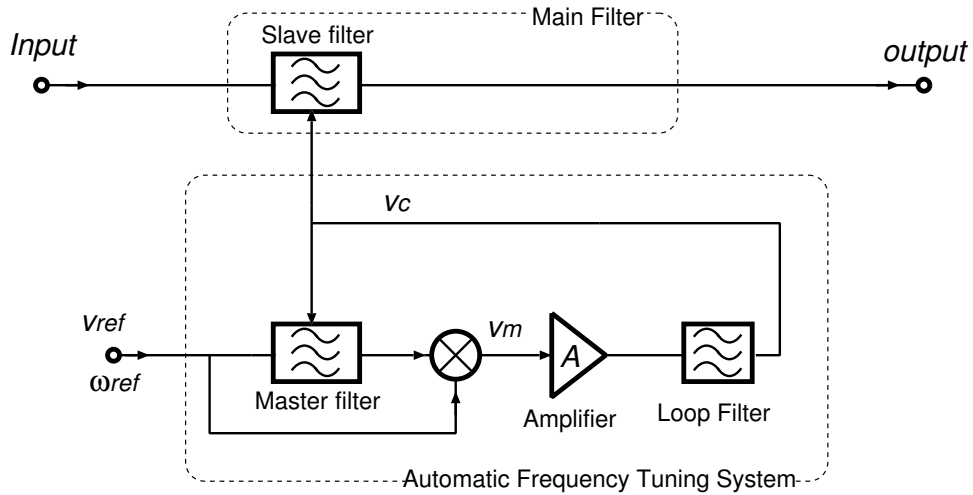 Main Filter
Slave filter
Input
output
vc
vref
ωref
vm
A
Master filter
Amplifier
Loop Filter
Automatic Frequency Tuning System